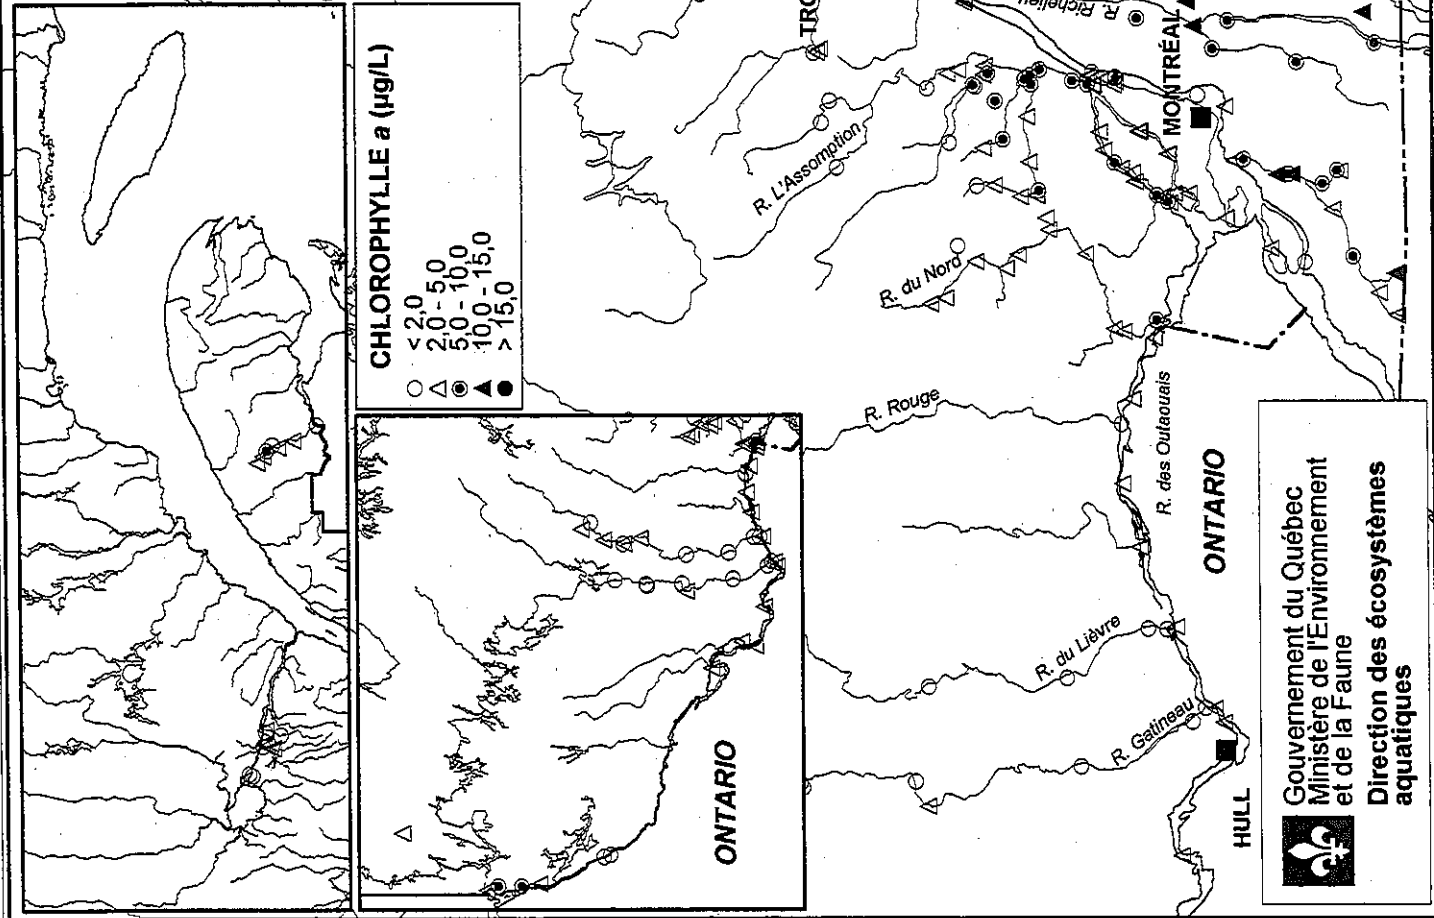 CHLOROPHYLLE a (µg/L)
< 2,0
2,0 - 5,0
5,0 - 10,0
10,0 - 15,0
> 15,0
TRO
R. Richelieu
MONTRÉAL
R. L'Assomption
R. du Nord
R. Rouge
R. des Outaouais
ONTARIO
R. du Lièvre
R. Gatineau
HULL
ONTARIO
Gouvernement du Québec
Ministère de l'Environnement
et de la Faune
Direction des écosystèmes
aquatiques